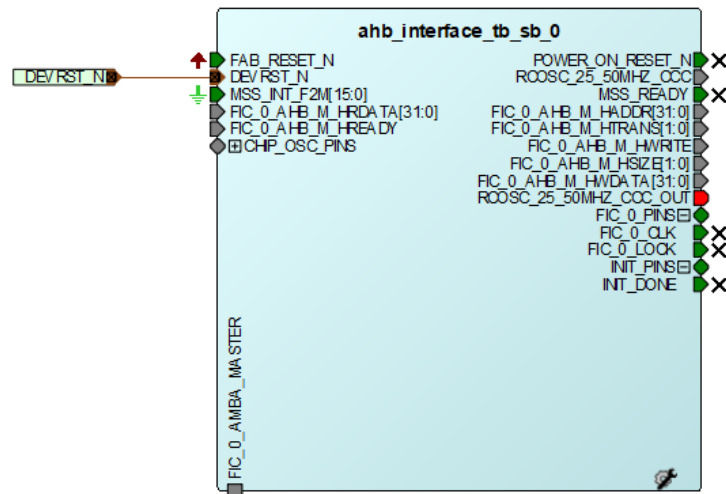 ahb_interface_tb_sb_0
DEVRST_N
FAB_RESET_N
DEVRST_N
MSS_INT_F2M[15:0]
FIC_0_AHB_M_HRDATA[31:0]
FIC_0_AHB_M_HREADY
CHIP_OSC_PINS
POWER_ON_RESET_N
RCOSC_25_50MHZ_CCC
MSS_READY
FIC_0_AHB_M_HADDR[31:0]
FIC_0_AHB_M_HTRANS[1:0]
FIC_0_AHB_M_HWRITE
FIC_0_AHB_M_HSIZE[1:0]
FIC_0_AHB_M_HWDATA[31:0]
RCOSC_25_50MHZ_CCC_OUT
FIC_0_PINS
FIC_0_CLK
FIC_0_LOCK
INIT_PINS
INIT_DONE
FIC_0_AMBA_MASTER